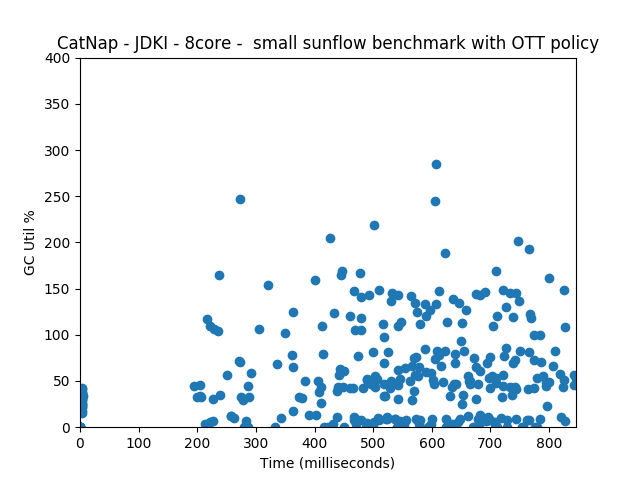 CatNap - JDKI - 8core -  small sunflow benchmark with OTT policy
400
350
300
250
200
150
100
50
0
GC Util %
0 100 200 300 400 500 600 700 800
Time (milliseconds)